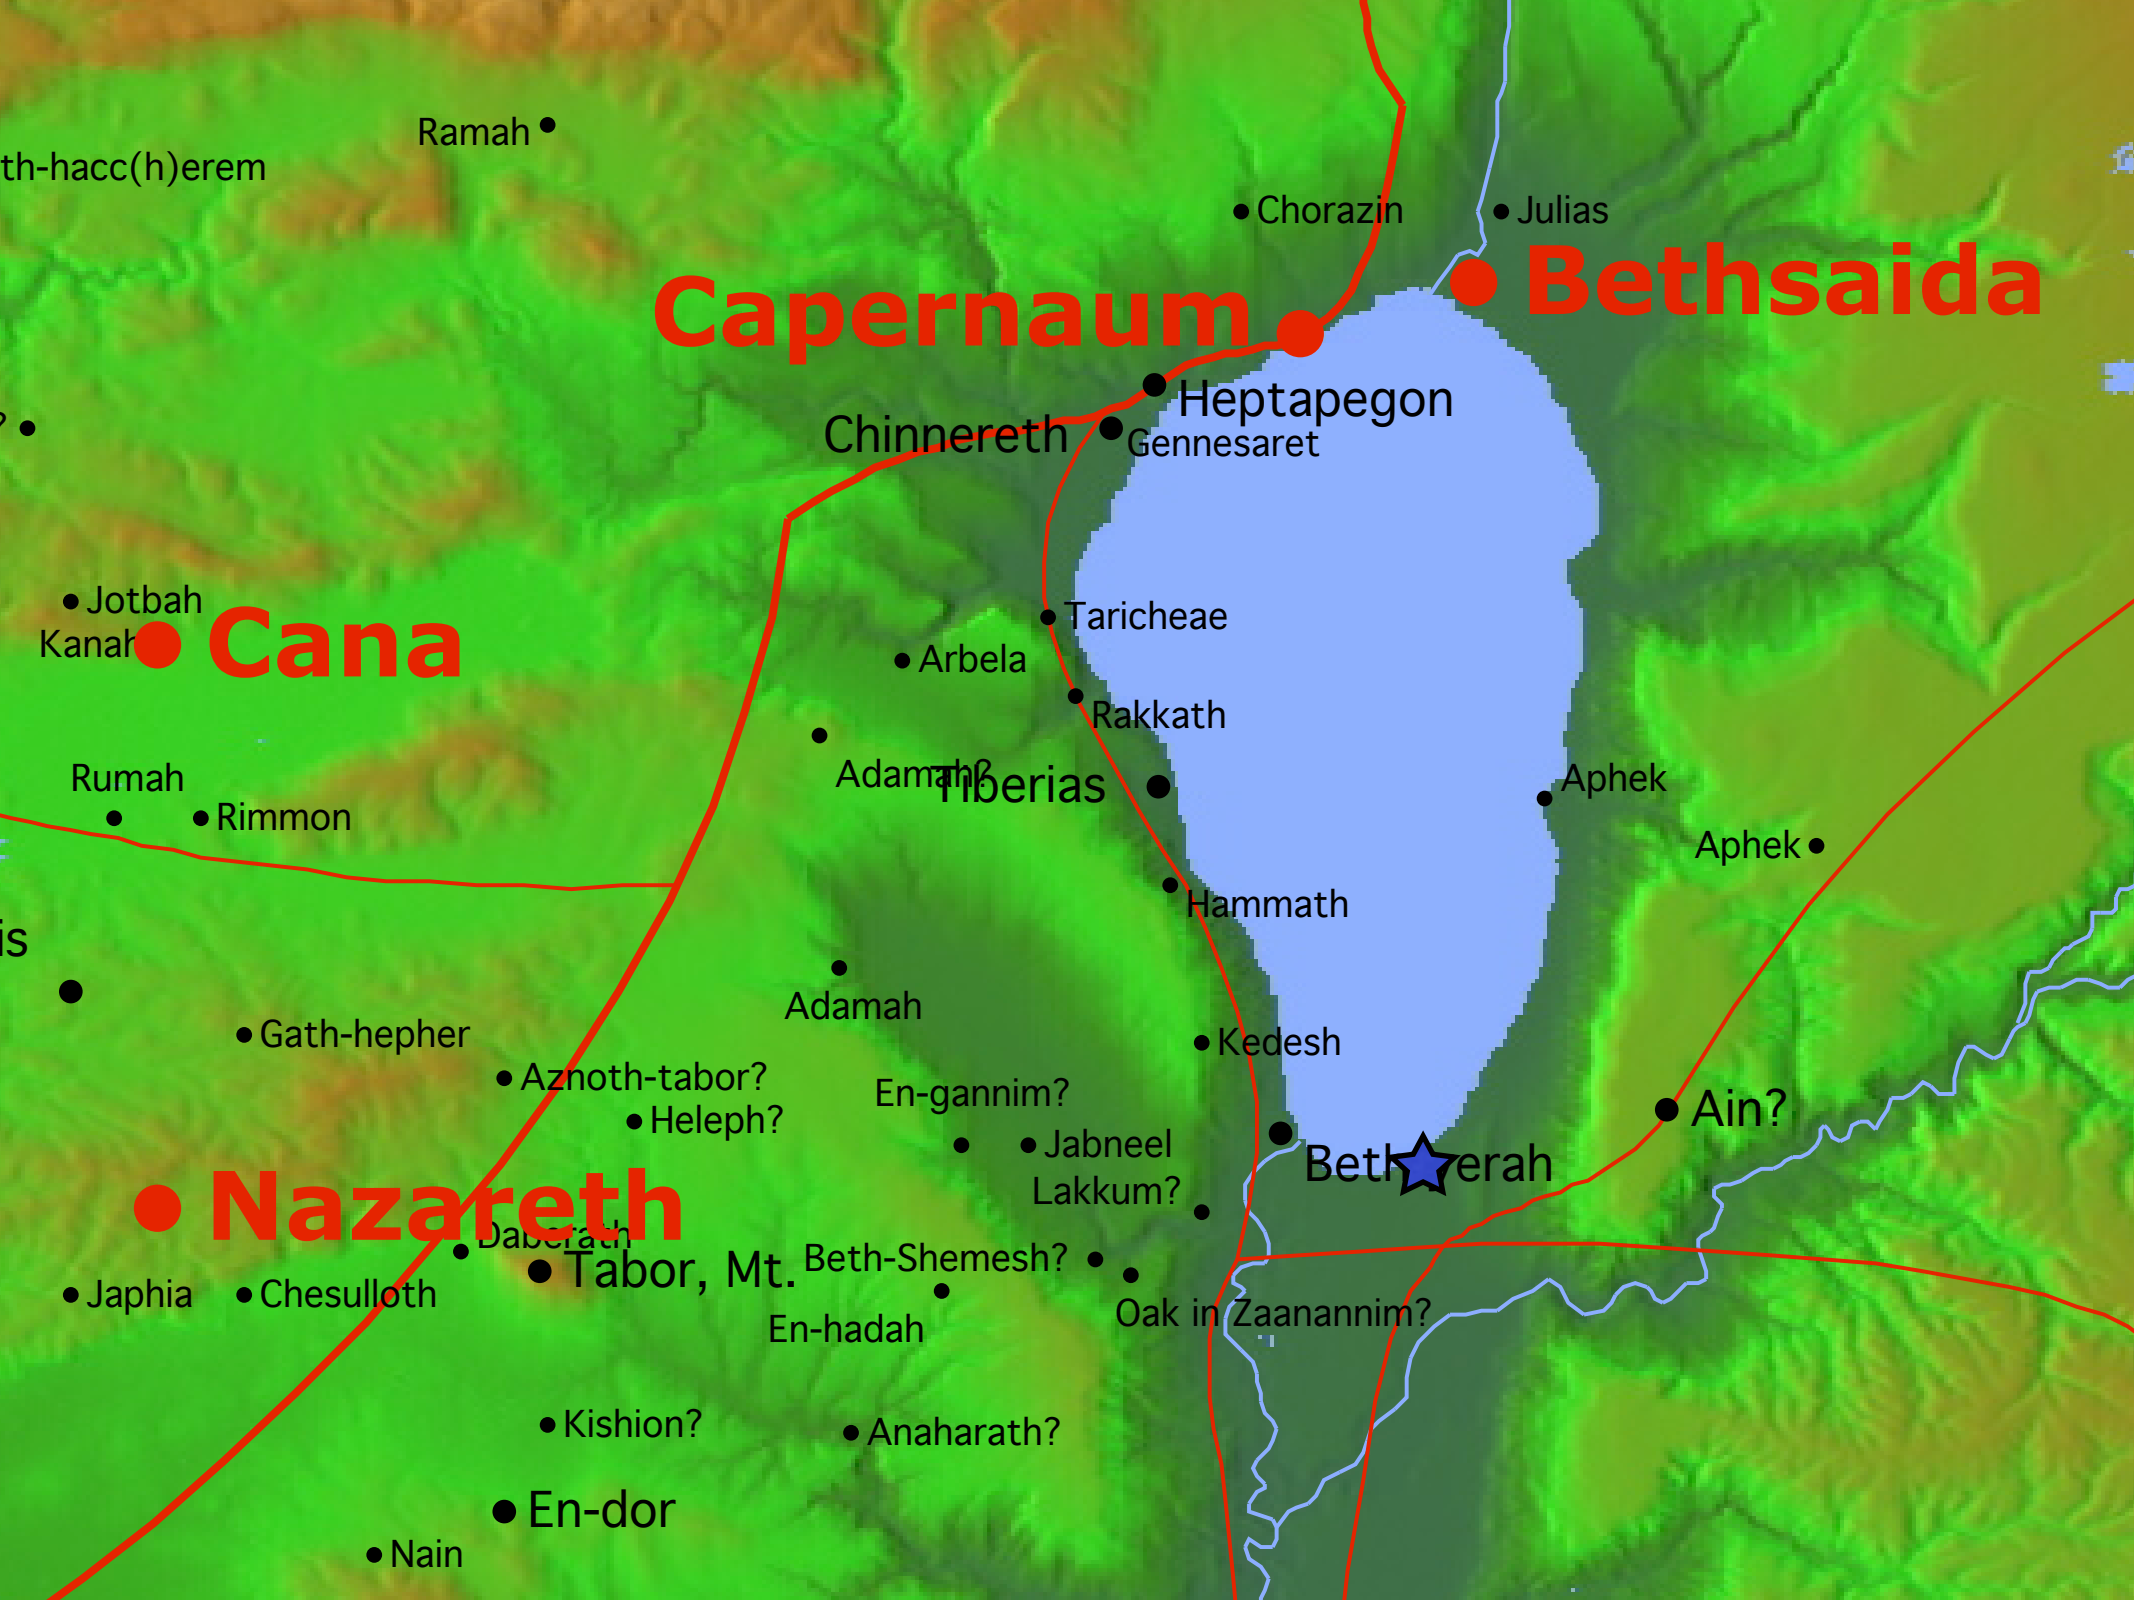 Ramah
th-hacc(h)erem
Chorazin
Julias
Bethsaida
Capernaum
Heptapegon
Chinnereth
Gennesaret
?
Jotbah
Kanah
Cana
Taricheae
Arbela
Rakkath
Adamah?
Tiberias
Aphek
Rumah
Rimmon
Aphek
Hammath
is
Adamah
Gath-hepher
Kedesh
Aznoth-tabor?
En-gannim?
Heleph?
Ain?
Jabneel
Lakkum?
Nazareth
Daberath
Tabor, Mt.
Beth-Shemesh?
Japhia
Chesulloth
Oak in Zaanannim?
En-hadah
Kishion?
Anaharath?
En-dor
Nain